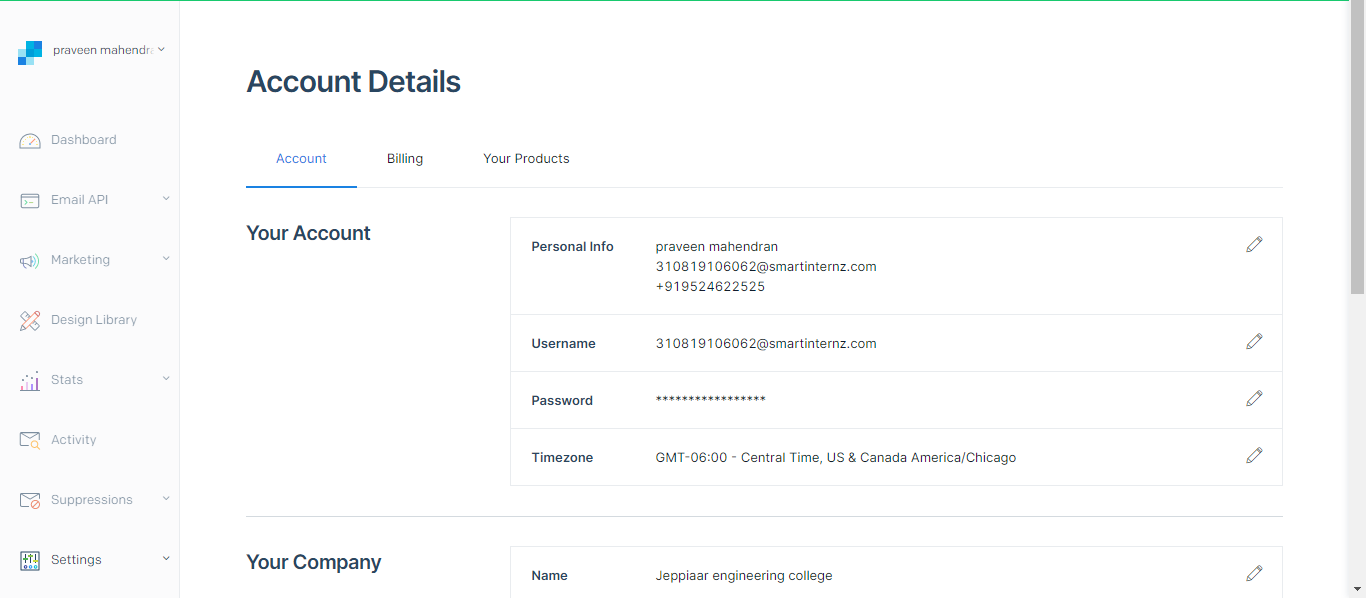 praveen mahendra
Dashboard
Email API
Marketing
Design Library
Stats
Activity
Suppressions
Settings
Account Details
Account Billing Your Products
Your Account
Personal Info praveen mahendran
310819106062@smartinternz.com
+919524622525
Username 310819106062@smartinternz.com
Password *****************
Timezone GMT-06:00 - Central Time, US & Canada America/Chicago
Your Company
Name Jeppiaar engineering college